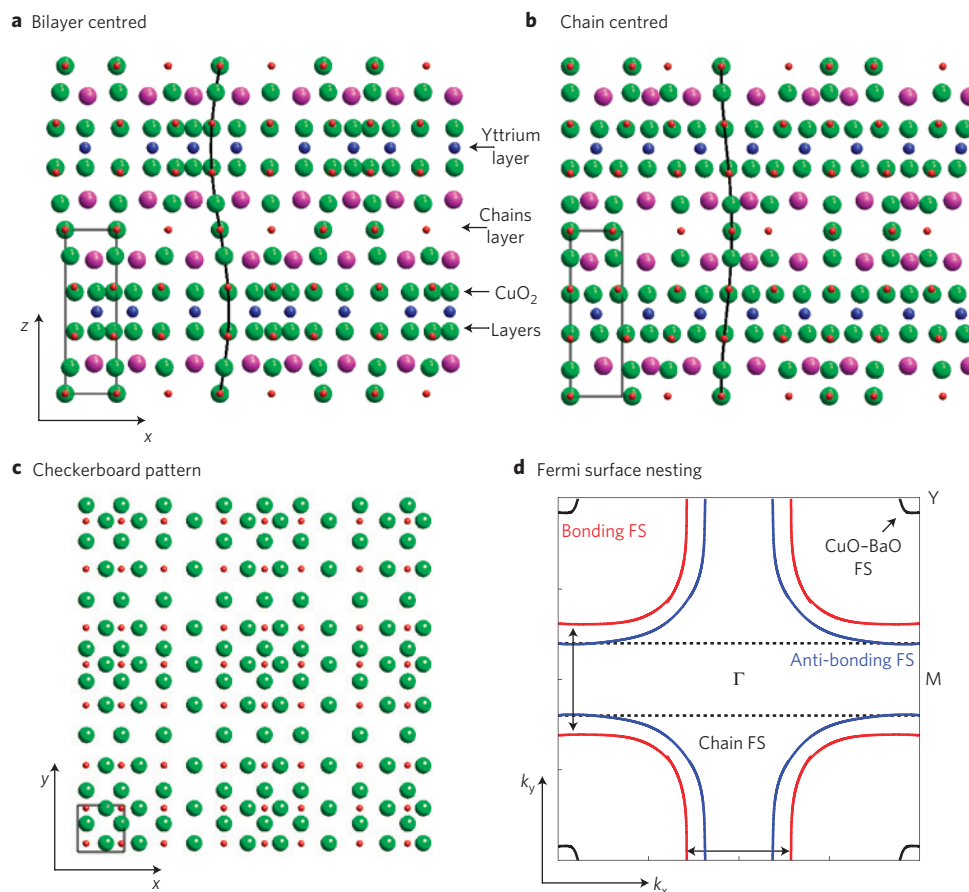 a Bilayer centred
b Chain centred
Yttrium
layer
Chains
layer
CuO2
Layers
z
x
z
x
c Checkerboard pattern
d Fermi surface nesting
y
x
Y
Bonding FS
CuO–BaO
FS
Anti-bonding FS
Γ
M
Chain FS
ky
kx